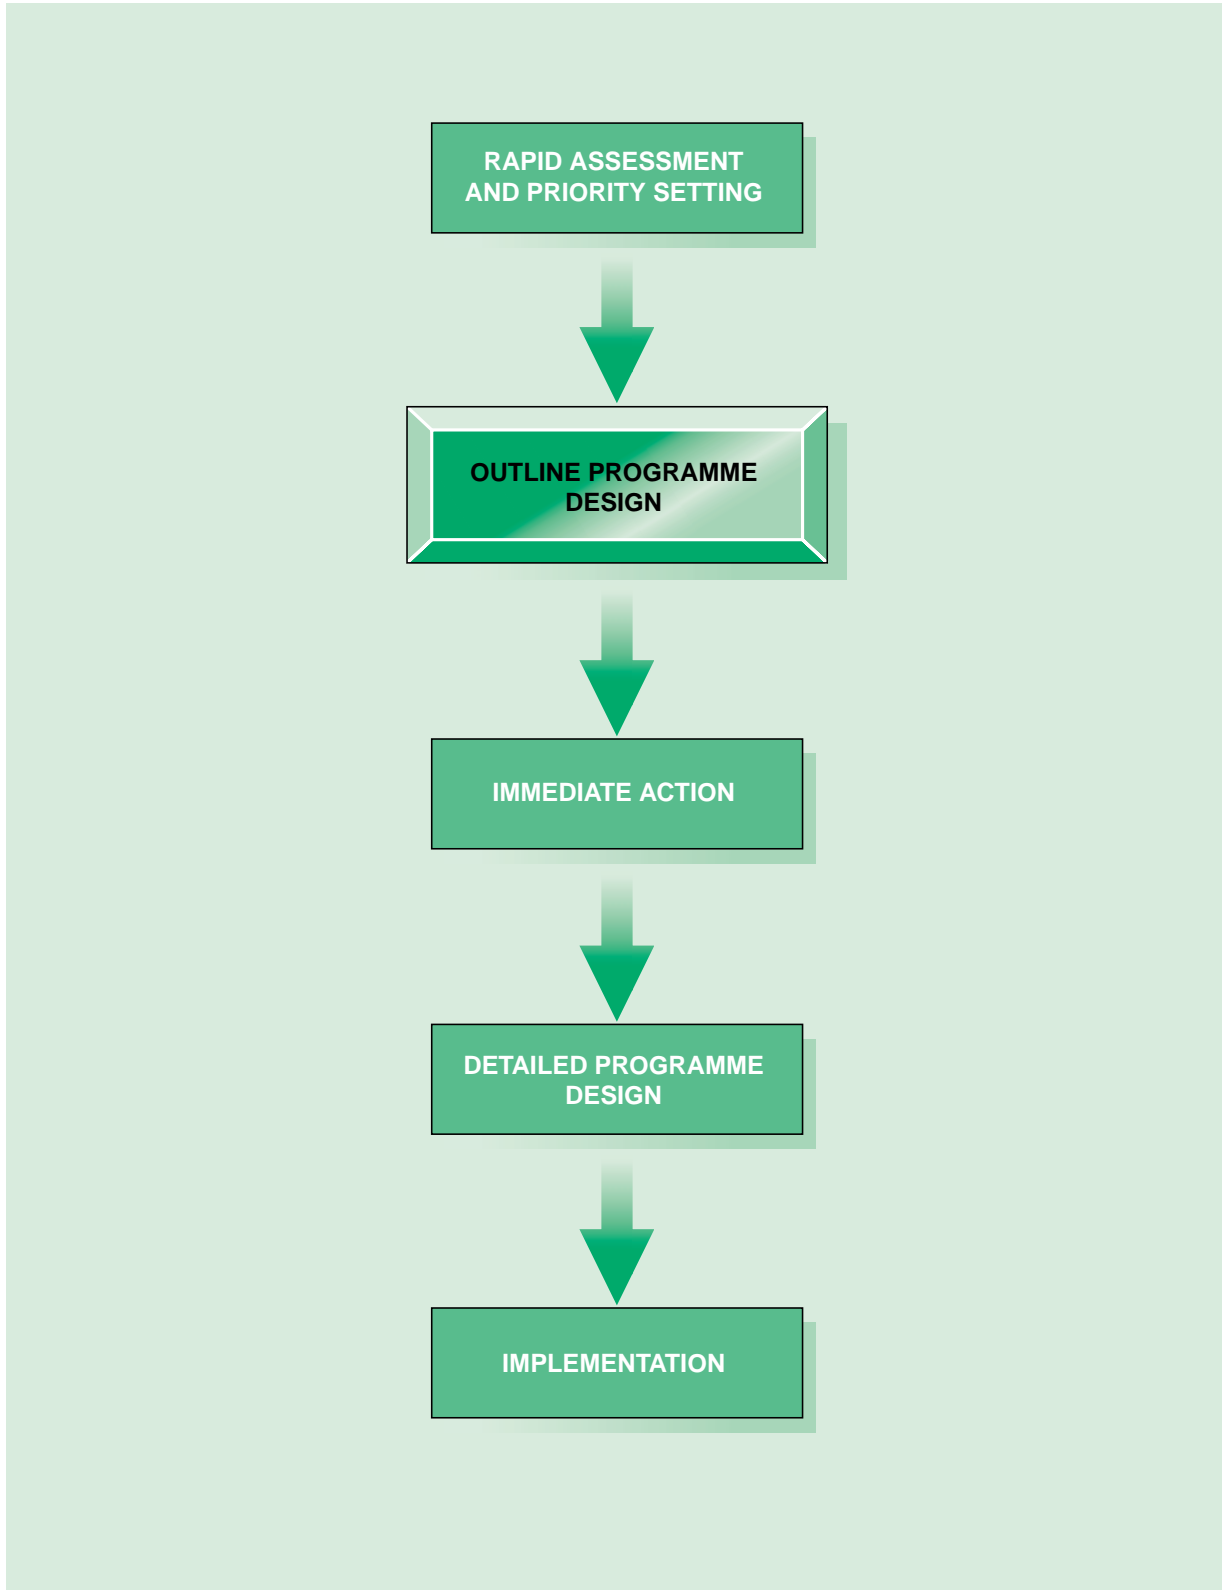 RAPID ASSESSMENT
AND PRIORITY SETTING
OUTLINE PROGRAMME
DESIGN
IMMEDIATE ACTION
DETAILED PROGRAMME
DESIGN
IMPLEMENTATION